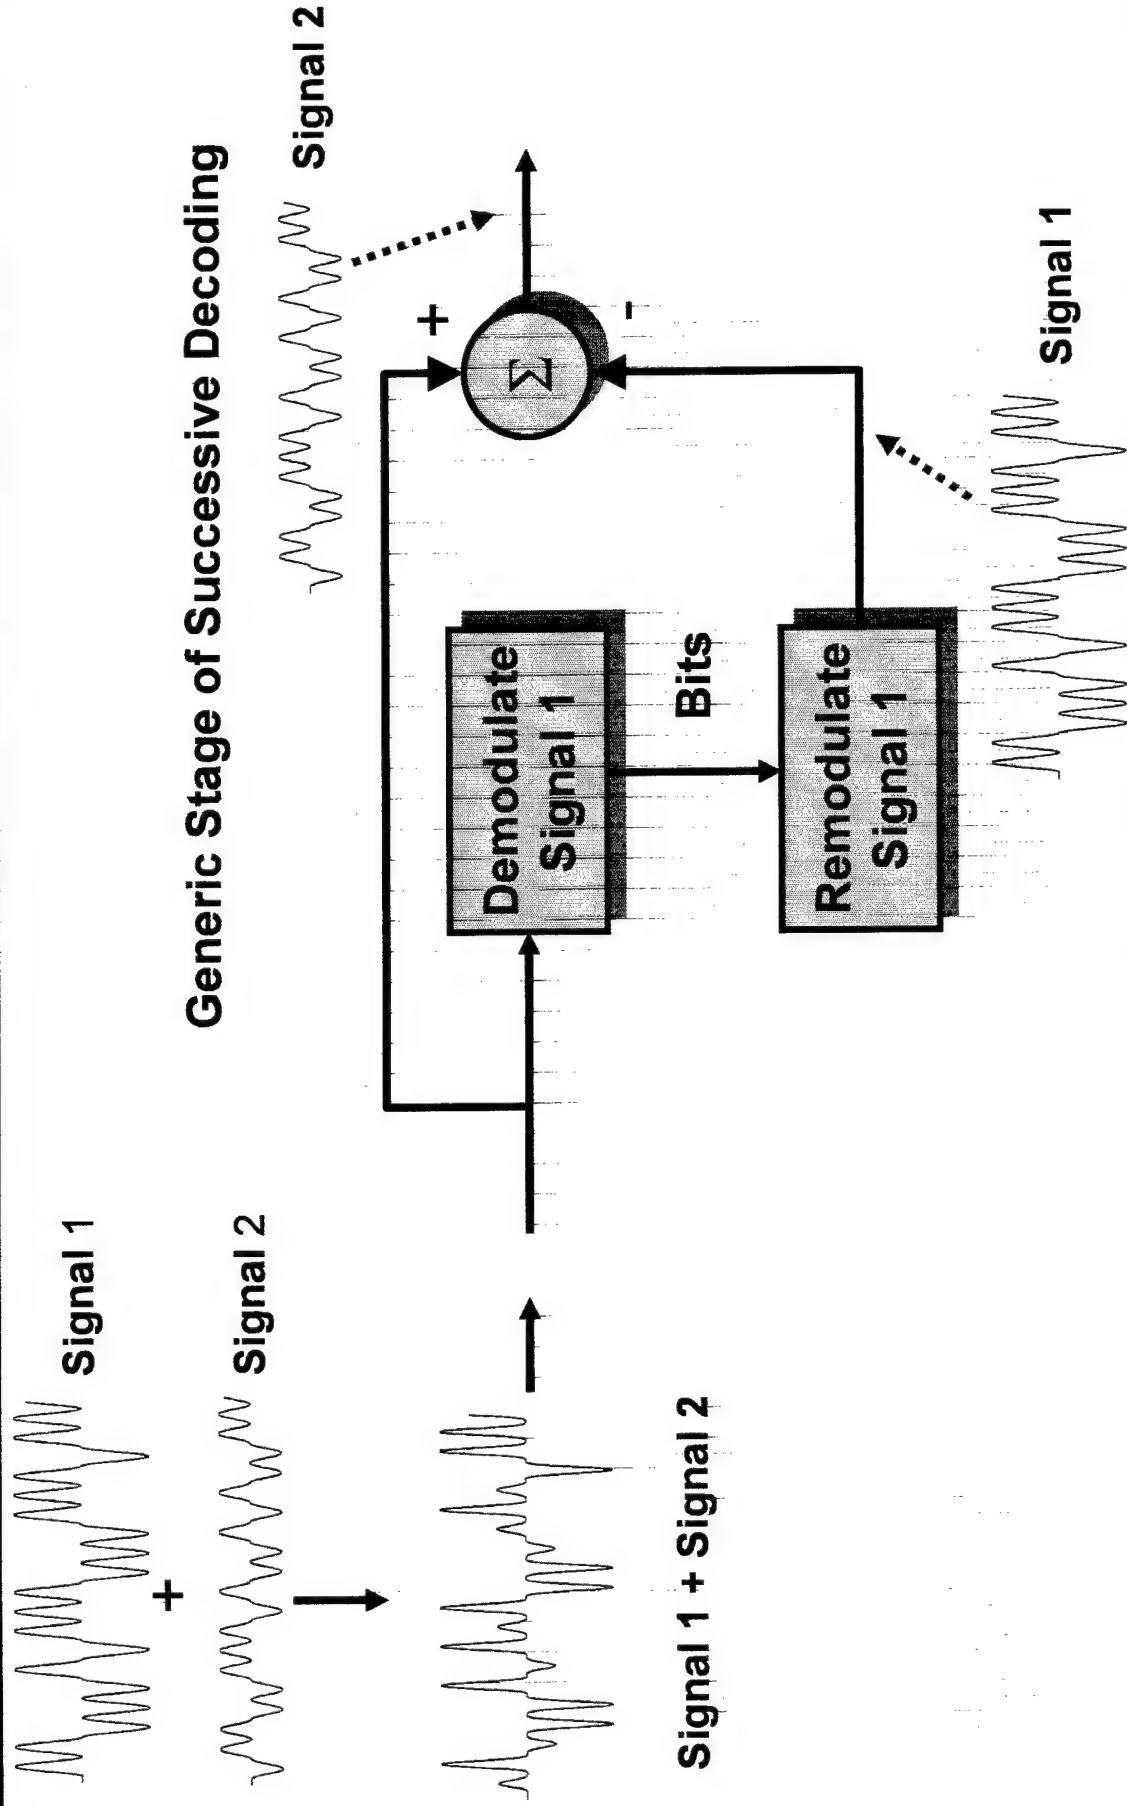 Generic Stage of Successive Decoding
Signal 1
+
Signal 2
Signal 1 + Signal 2
Demodulate
Signal 1
Bits
Remodulate
Signal 1
+
Σ
-
Signal 2
Signal 1